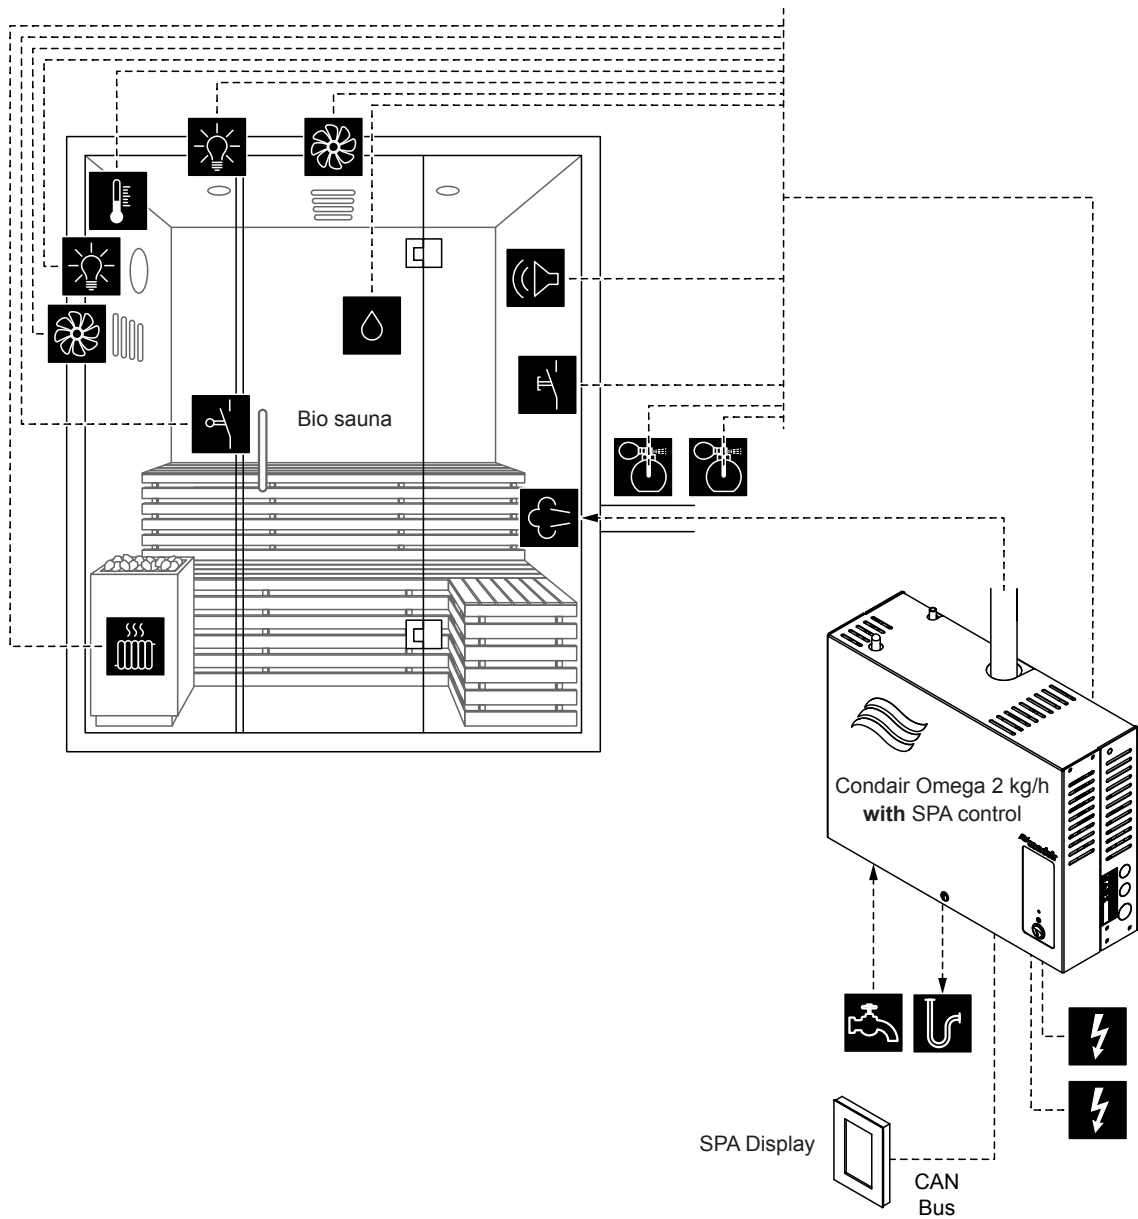 Bio sauna
Condair Omega 2 kg/h
with SPA control
SPA Display
CAN
Bus